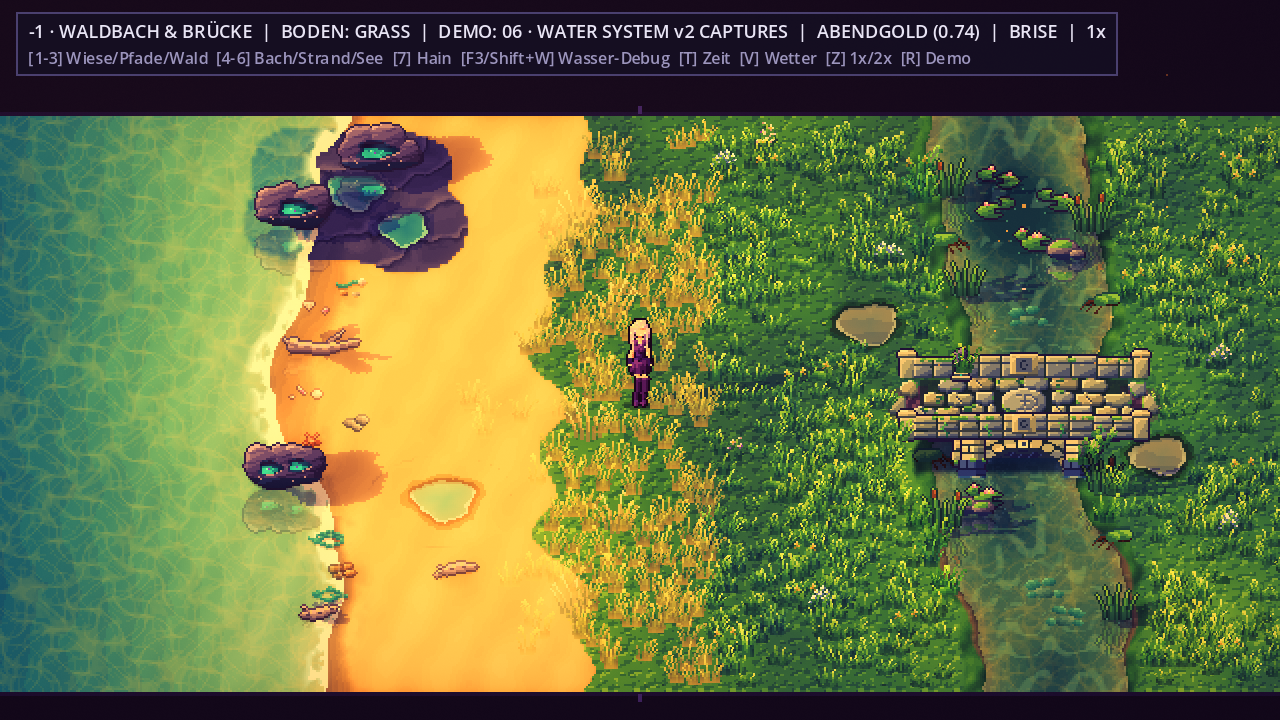 -1 · WALDBACH & BRÜCKE | BODEN: GRASS | DEMO: 06 · WATER SYSTEM v2 CAPTURES | ABENDGOLD (0.74) | BRISE | 1x
[1-3] Wiese/Pfade/Wald [4-6] Bach/Strand/See [7] Hain [F3/Shift+W] Wasser-Debug [T] Zeit [V] Wetter [Z] 1x/2x [R] Demo